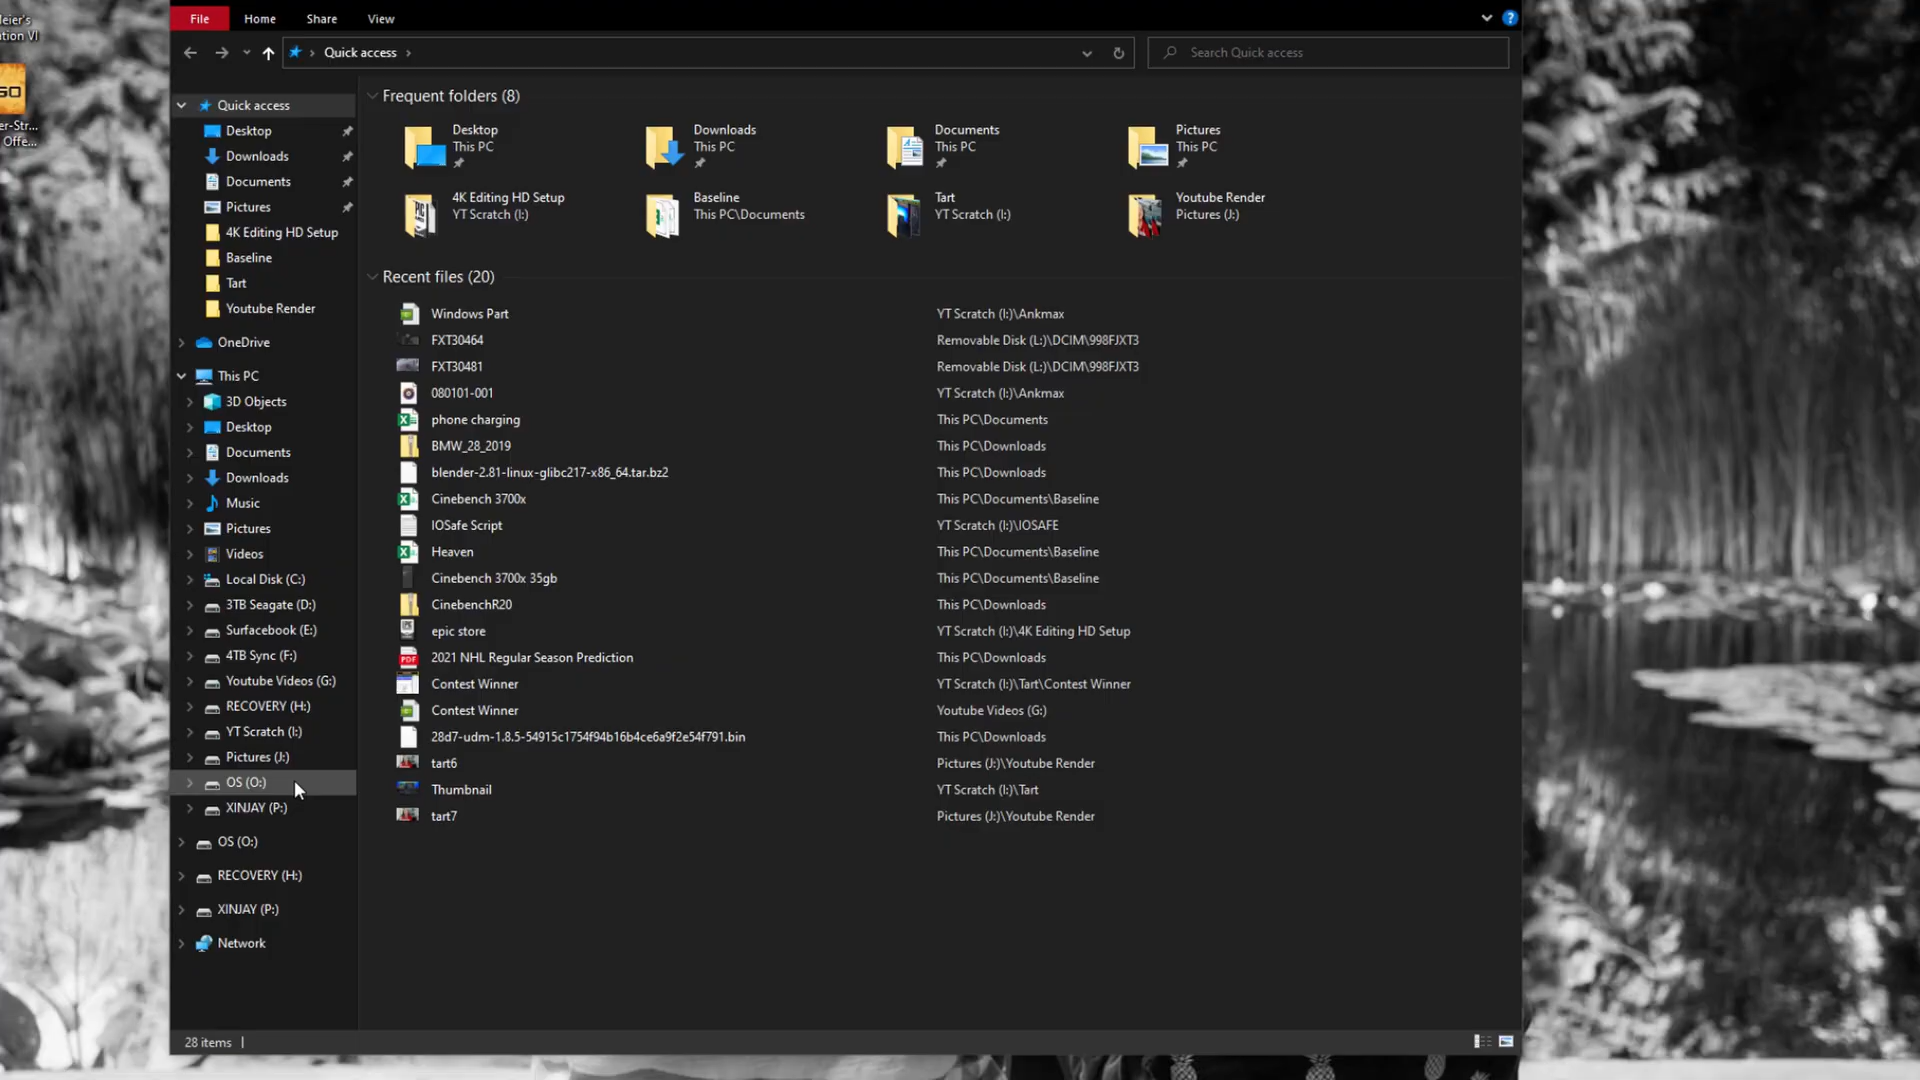 leier's
tion VI
GO
er-Str...
Offe...
File
Home
Share
View
?
Quick access
Search Quick access
Quick access
Desktop
Downloads
Documents
Pictures
4K Editing HD Setup
Baseline
Tart
Youtube Render
OneDrive
This PC
3D Objects
Desktop
Documents
Downloads
Music
Pictures
Videos
Local Disk (C:)
3TB Seagate (D:)
Surfacebook (E:)
4TB Sync (F:)
Youtube Videos (G:)
RECOVERY (H:)
YT Scratch (I:)
Pictures (J:)
OS (O:)
XINJAY (P:)
OS (O:)
RECOVERY (H:)
XINJAY (P:)
Network
Frequent folders (8)
Desktop
This PC
Downloads
This PC
Documents
This PC
Pictures
This PC
4K Editing HD Setup
YT Scratch (I:)
Baseline
This PC\Documents
Tart
YT Scratch (I:)
Youtube Render
Pictures (J:)
Recent files (20)
Windows Part YT Scratch (I:)\Ankmax
FXT30464 Removable Disk (L:)\DCIM\998FJXT3
FXT30481 Removable Disk (L:)\DCIM\998FJXT3
080101-001 YT Scratch (I:)\Ankmax
phone charging This PC\Documents
BMW_28_2019 This PC\Downloads
blender-2.81-linux-glibc217-x86_64.tar.bz2 This PC\Downloads
Cinebench 3700x This PC\Documents\Baseline
IOSafe Script YT Scratch (I:)\IOSAFE
Heaven This PC\Documents\Baseline
Cinebench 3700x 35gb This PC\Documents\Baseline
CinebenchR20 This PC\Downloads
epic store YT Scratch (I:)\4K Editing HD Setup
2021 NHL Regular Season Prediction This PC\Downloads
Contest Winner YT Scratch (I:)\Tart\Contest Winner
Contest Winner Youtube Videos (G:)
28d7-udm-1.8.5-54915c1754f94b16b4ce6a9f2e54f791.bin This PC\Downloads
tart6 Pictures (J:)\Youtube Render
Thumbnail YT Scratch (I:)\Tart
tart7 Pictures (J:)\Youtube Render
28 items